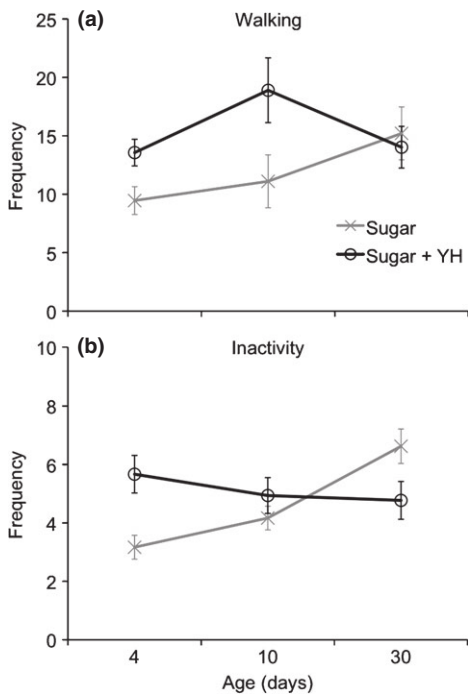 (a) Walking
25
20
15
10
5
0
Frequency
Sugar
Sugar + YH
(b) Inactivity
10
8
6
4
2
0
Frequency
4 10 30
Age (days)